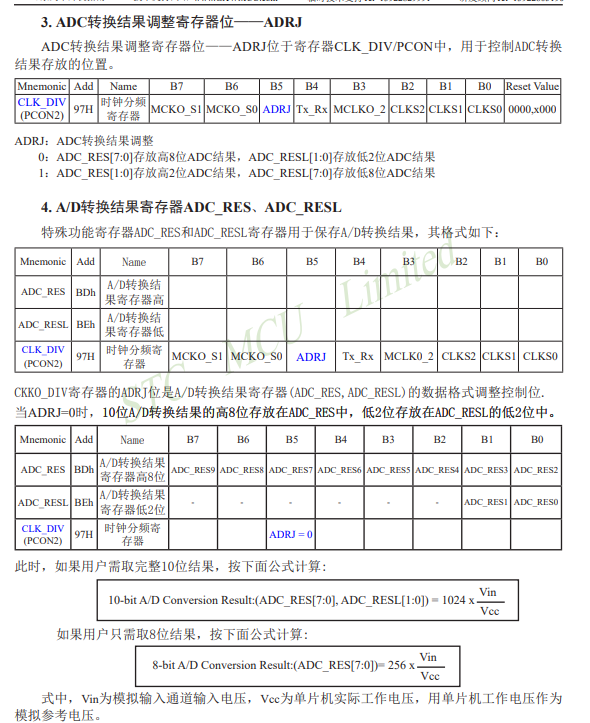 3. ADC转换结果调整寄存器位——ADRJ
ADC转换结果调整寄存器位——ADRJ位于寄存器CLK_DIV/PCON中，用于控制ADC转换
结果存放的位置。
Mnemonic Add Name B7 B6 B5 B4 B3 B2 B1 B0 Reset Value
CLK_DIV (PCON2) 97H 时钟分频寄存器 MCKO_S1 MCKO_S0 ADRJ Tx_Rx MCLKO_2 CLKS2 CLKS1 CLKS0 0000,x000
ADRJ：ADC转换结果调整
0：ADC_RES[7:0]存放高8位ADC结果，ADC_RESL[1:0]存放低2位ADC结果
1：ADC_RES[1:0]存放高2位ADC结果，ADC_RESL[7:0]存放低8位ADC结果
4. A/D转换结果寄存器ADC_RES、ADC_RESL
特殊功能寄存器ADC_RES和ADC_RESL寄存器用于保存A/D转换结果，其格式如下：
Mnemonic Add Name B7 B6 B5 B4 B3 B2 B1 B0
ADC_RES BDh A/D转换结果寄存器高
ADC_RESL BEh A/D转换结果寄存器低
CLK_DIV (PCON2) 97H 时钟分频寄存器 MCKO_S1 MCKO_S0 ADRJ Tx_Rx MCLKO_2 CLKS2 CLKS1 CLKS0
STC MCU Limited
CKKO_DIV寄存器的ADRJ位是A/D转换结果寄存器(ADC_RES,ADC_RESL)的数据格式调整控制位.
当ADRJ=0时，10位A/D转换结果的高8位存放在ADC_RES中，低2位存放在ADC_RESL的低2位中。
Mnemonic Add Name B7 B6 B5 B4 B3 B2 B1 B0
ADC_RES BDh A/D转换结果寄存器高8位 ADC_RES9 ADC_RES8 ADC_RES7 ADC_RES6 ADC_RES5 ADC_RES4 ADC_RES3 ADC_RES2
ADC_RESL BEh A/D转换结果寄存器低2位 - - - - - - ADC_RES1 ADC_RES0
CLK_DIV (PCON2) 97H 时钟分频寄存器 ADRJ = 0
此时，如果用户需取完整10位结果，按下面公式计算:
10-bit A/D Conversion Result:(ADC_RES[7:0], ADC_RESL[1:0]) = 1024 x Vin / Vcc
如果用户只需取8位结果，按下面公式计算:
8-bit A/D Conversion Result:(ADC_RES[7:0])= 256 x Vin / Vcc
式中，Vin为模拟输入通道输入电压，Vcc为单片机实际工作电压，用单片机工作电压作为
模拟参考电压。